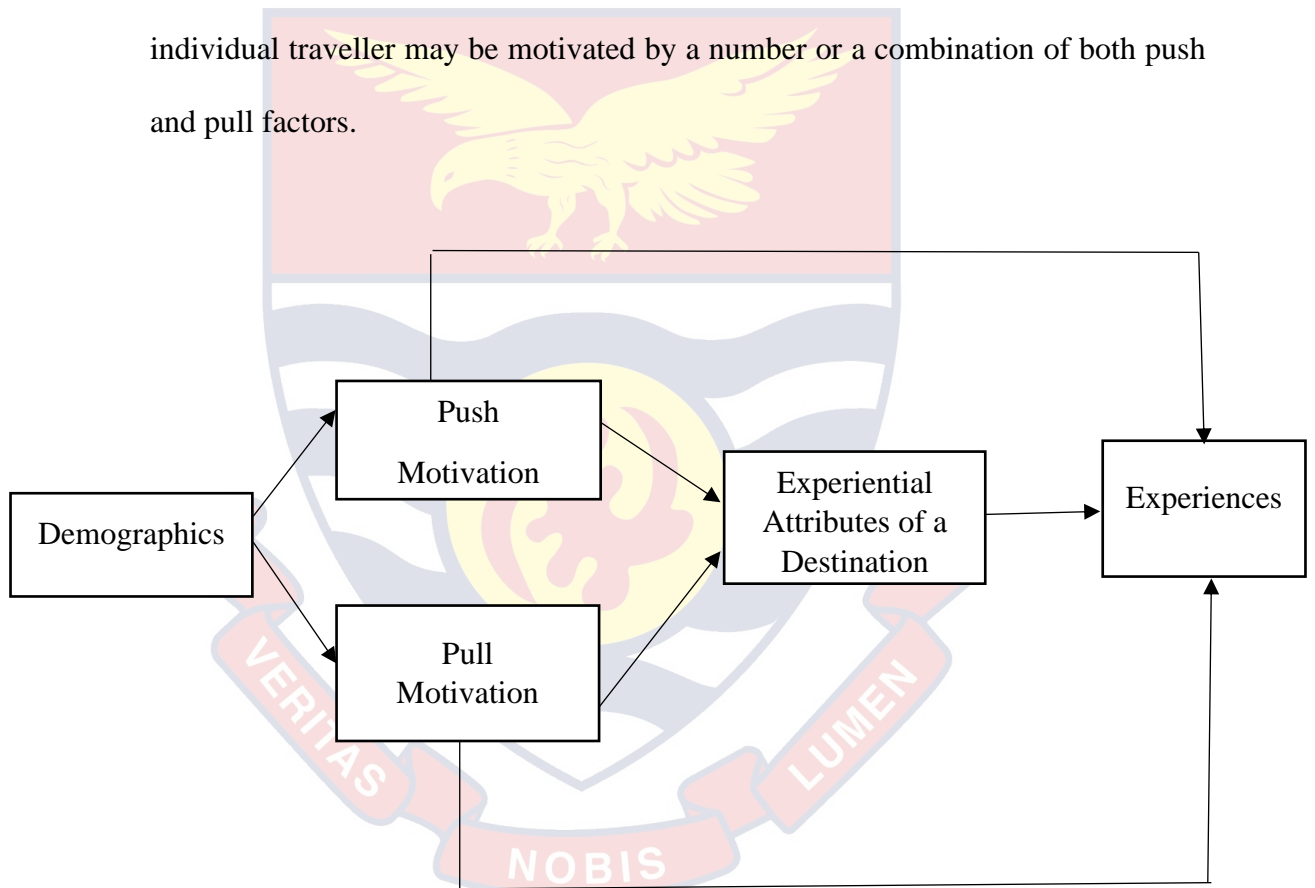 individual traveller may be motivated by a number or a combination of both push
and pull factors.
Push
Motivation
Demographics
Experiential
Attributes of a
Destination
Experiences
Pull
Motivation
VERITAS
NOBIS
LUMEN